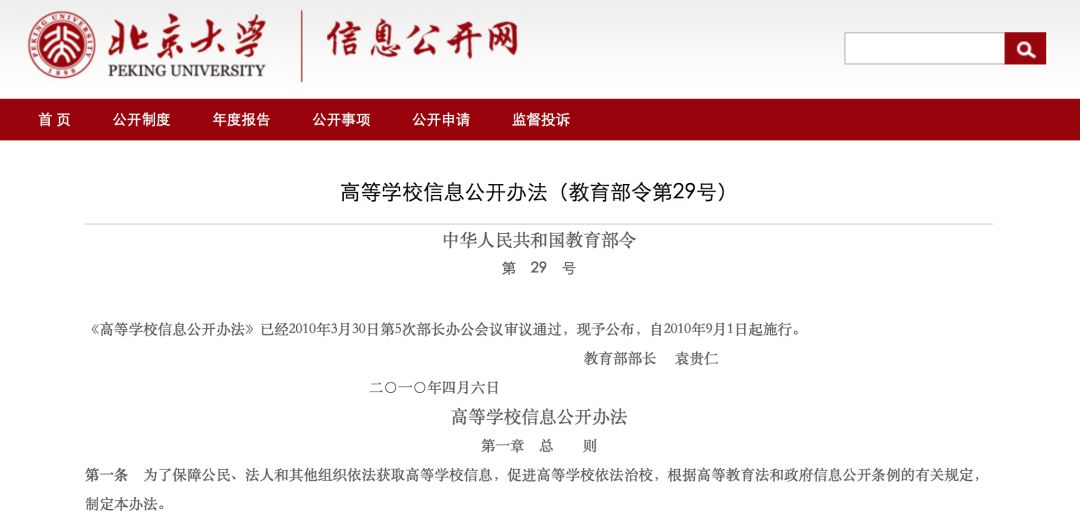 北京大学 信息公开网
PEKING UNIVERSITY
PEKING UNIVERSITY
1898
首 页 公开制度 年度报告 公开事项 公开申请 监督投诉
高等学校信息公开办法（教育部令第29号）
中华人民共和国教育部令
第 29 号
《高等学校信息公开办法》已经2010年3月30日第5次部长办公会议审议通过，现予公布，自2010年9月1日起施行。
教育部部长 袁贵仁
二〇一〇年四月六日
高等学校信息公开办法
第一章 总 则
第一条 为了保障公民、法人和其他组织依法获取高等学校信息，促进高等学校依法治校，根据高等教育法和政府信息公开条例的有关规定，
制定本办法。